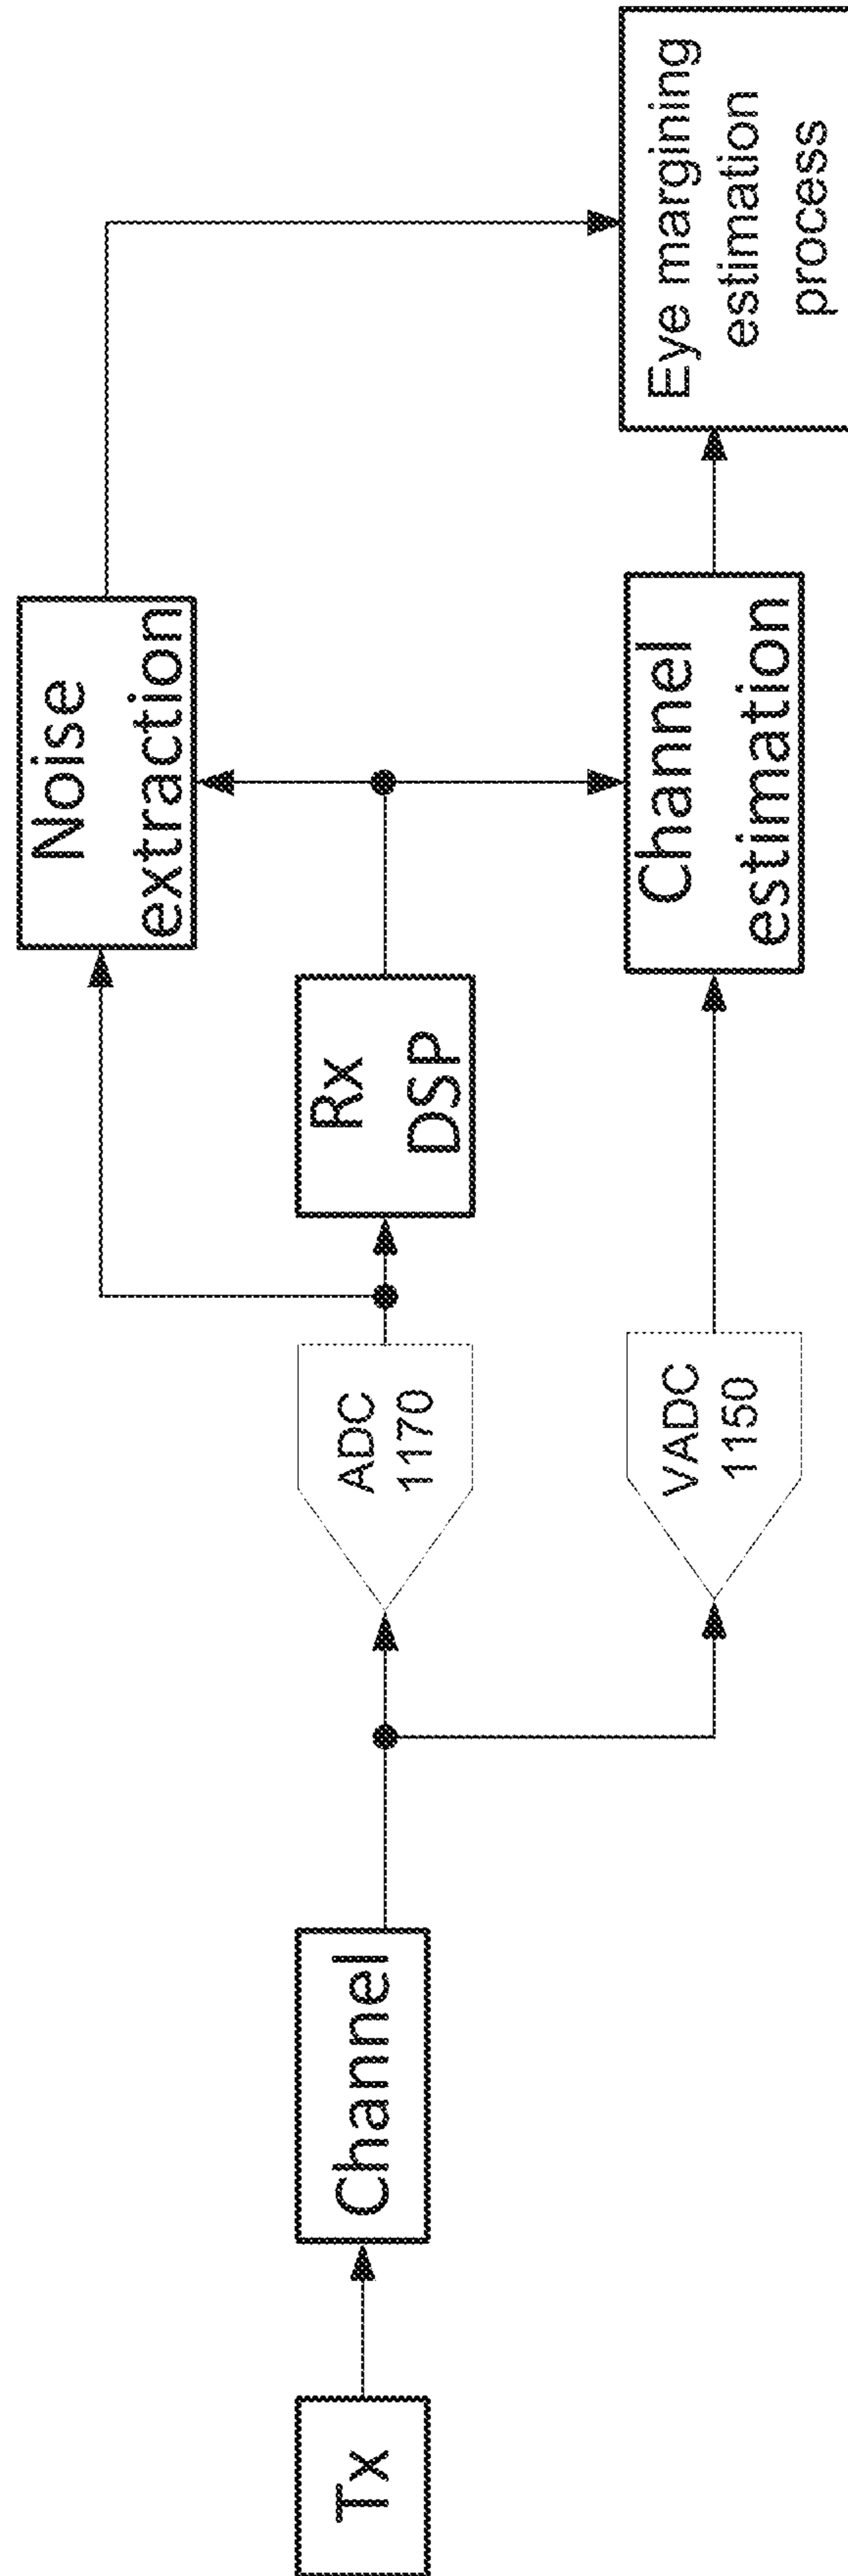 Tx
Channel
ADC
1170
VADC
1150
Rx
DSP
Noise
extraction
Channel
estimation
Eye margining
estimation
process